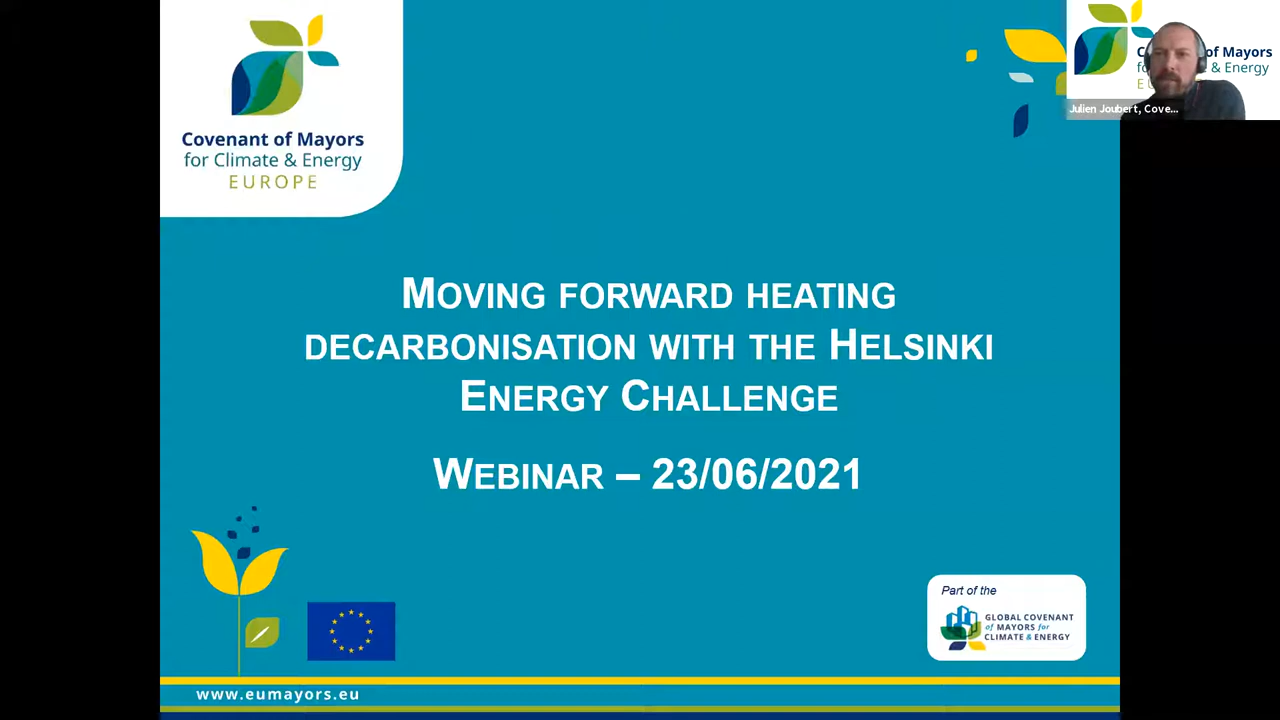 Covenant of Mayors
for Climate & Energy
EUROPE
of Mayors
& Energy
Julien Joubert, Cove...
MOVING FORWARD HEATING
DECARBONISATION WITH THE HELSINKI
ENERGY CHALLENGE
WEBINAR – 23/06/2021
Part of the
GLOBAL COVENANT
of MAYORS for
CLIMATE & ENERGY
www.eumayors.eu